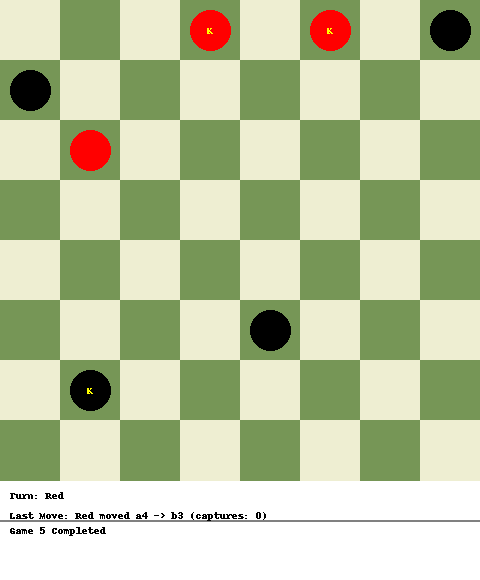 K K
K
Turn: Red
Last Move: Red moved a4 -> b3 (captures: 0)
Game 5 Completed